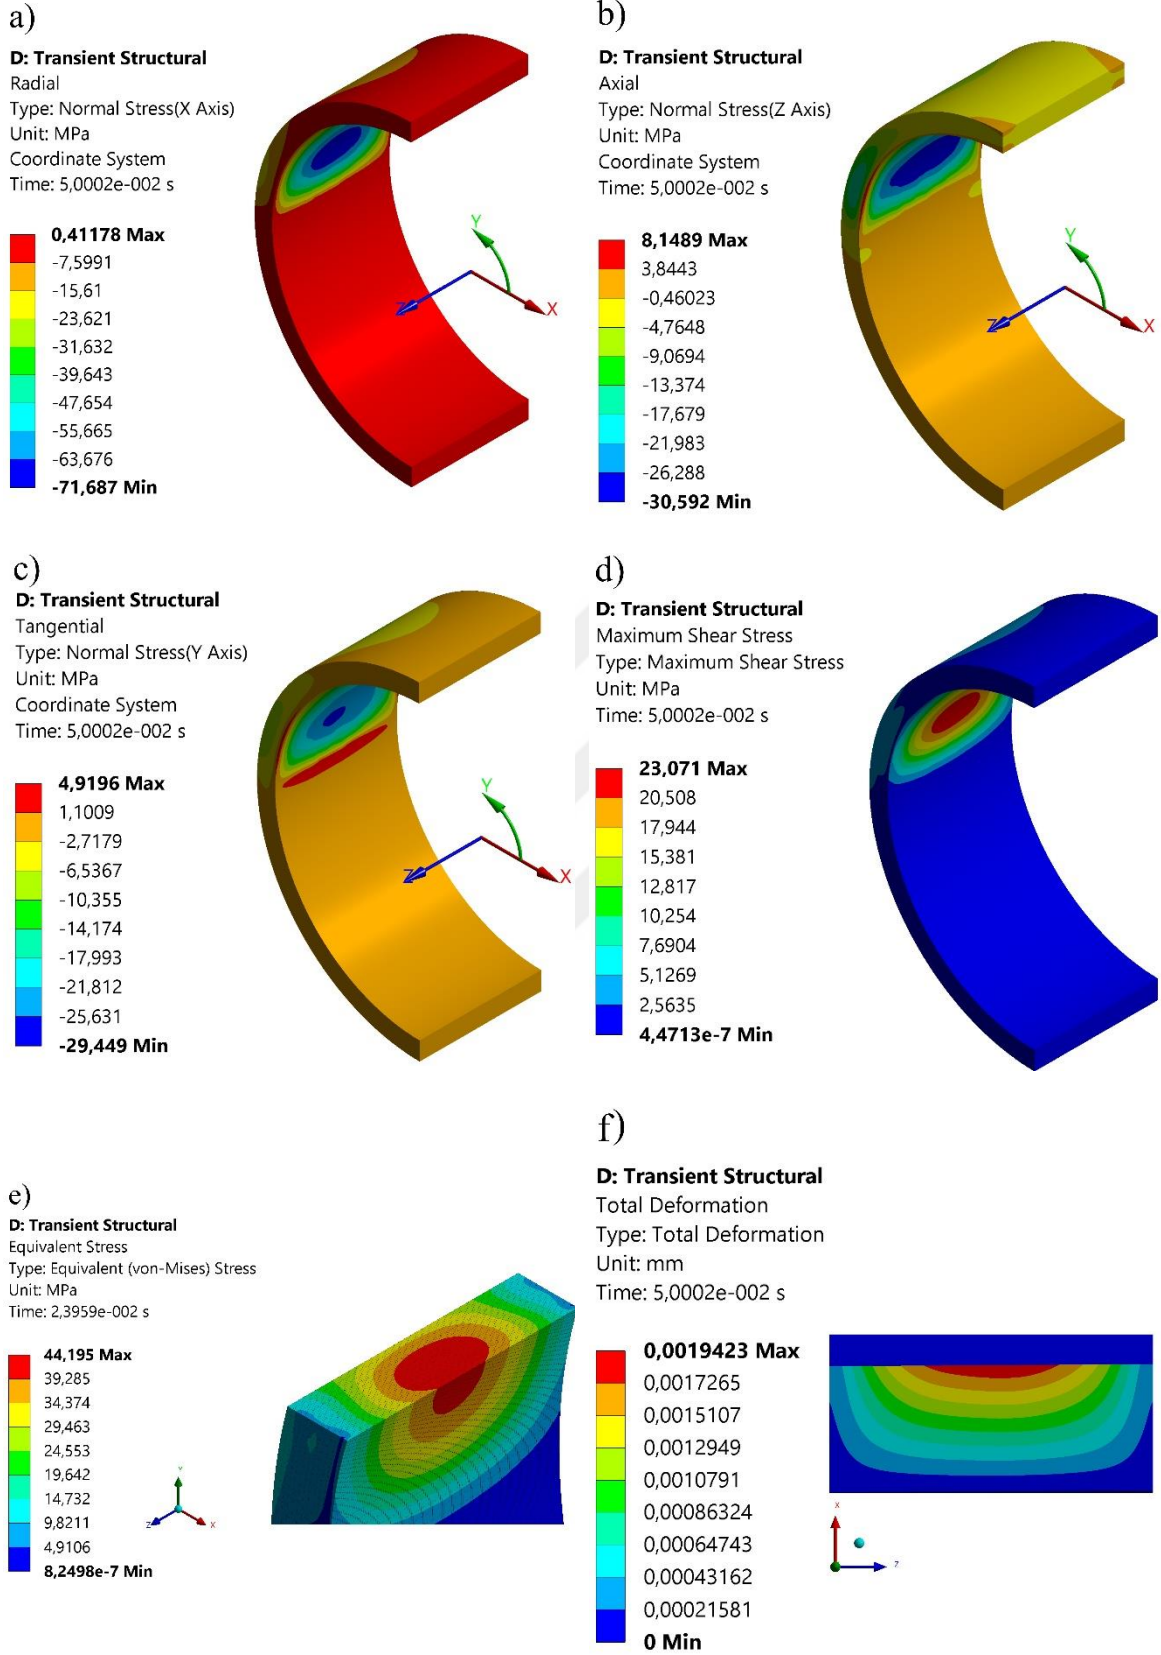 a)
D: Transient Structural
Radial
Type: Normal Stress(X Axis)
Unit: MPa
Coordinate System
Time: 5,0002e-002 s
0,41178 Max
-7,5991
-15,61
-23,621
-31,632
-39,643
-47,654
-55,665
-63,676
-71,687 Min
Y
Z
X
b)
D: Transient Structural
Axial
Type: Normal Stress(Z Axis)
Unit: MPa
Coordinate System
Time: 5,0002e-002 s
8,1489 Max
3,8443
-0,46023
-4,7648
-9,0694
-13,374
-17,679
-21,983
-26,288
-30,592 Min
Y
Z
X
c)
D: Transient Structural
Tangential
Type: Normal Stress(Y Axis)
Unit: MPa
Coordinate System
Time: 5,0002e-002 s
4,9196 Max
1,1009
-2,7179
-6,5367
-10,355
-14,174
-17,993
-21,812
-25,631
-29,449 Min
Y
Z
X
d)
D: Transient Structural
Maximum Shear Stress
Type: Maximum Shear Stress
Unit: MPa
Time: 5,0002e-002 s
23,071 Max
20,508
17,944
15,381
12,817
10,254
7,6904
5,1269
2,5635
4,4713e-7 Min
e)
D: Transient Structural
Equivalent Stress
Type: Equivalent (von-Mises) Stress
Unit: MPa
Time: 2,3959e-002 s
44,195 Max
39,285
34,374
29,463
24,553
19,642
14,732
9,8211
4,9106
8,2498e-7 Min
Y
Z
X
f)
D: Transient Structural
Total Deformation
Type: Total Deformation
Unit: mm
Time: 5,0002e-002 s
0,0019423 Max
0,0017265
0,0015107
0,0012949
0,0010791
0,00086324
0,00064743
0,00043162
0,00021581
0 Min
X
Z